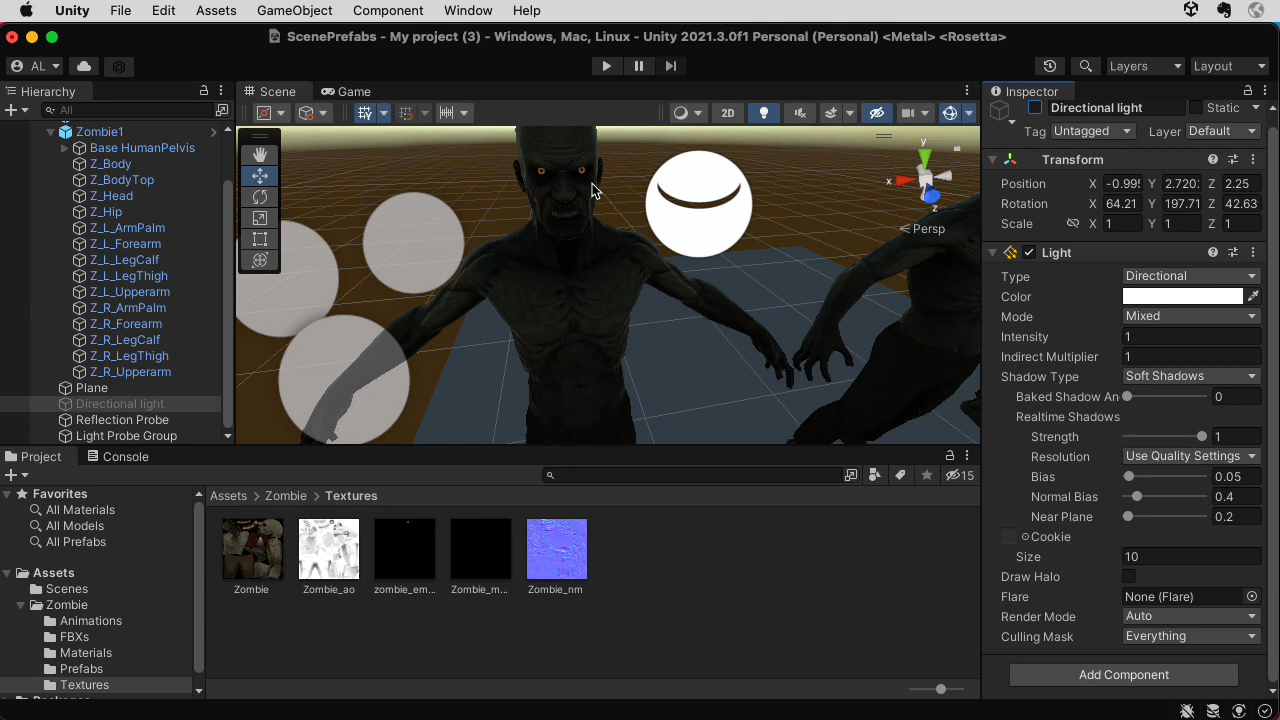 Unity File Edit Assets GameObject Component Window Help
ScenePrefabs - My project (3) - Windows, Mac, Linux - Unity 2021.3.0f1 Personal (Personal) <Metal> <Rosetta>
AL Layers Layout
Hierarchy
All
Zombie1
Base HumanPelvis
Z_Body
Z_BodyTop
Z_Head
Z_Hip
Z_L_ArmPalm
Z_L_Forearm
Z_L_LegCalf
Z_L_LegThigh
Z_L_Upperarm
Z_R_ArmPalm
Z_R_Forearm
Z_R_LegCalf
Z_R_LegThigh
Z_R_Upperarm
Plane
Directional light
Reflection Probe
Light Probe Group
Scene Game
2D
y
x
z
< Persp
Inspector
Directional light Static
Tag Untagged Layer Default
Transform
Position X -0.995 Y 2.720 Z 2.25
Rotation X 64.21 Y 197.71 Z 42.63
Scale X 1 Y 1 Z 1
Light
Type Directional
Color
Mode Mixed
Intensity 1
Indirect Multiplier 1
Shadow Type Soft Shadows
Baked Shadow An 0
Realtime Shadows
Strength 1
Resolution Use Quality Settings
Bias 0.05
Normal Bias 0.4
Near Plane 0.2
Cookie
Size 10
Draw Halo
Flare None (Flare)
Render Mode Auto
Culling Mask Everything
Add Component
Project Console
15
Favorites
All Materials
All Models
All Prefabs
Assets
Scenes
Zombie
Animations
FBXs
Materials
Prefabs
Textures
Assets > Zombie > Textures
Zombie Zombie_ao zombie_em... Zombie_m... Zombie_nm